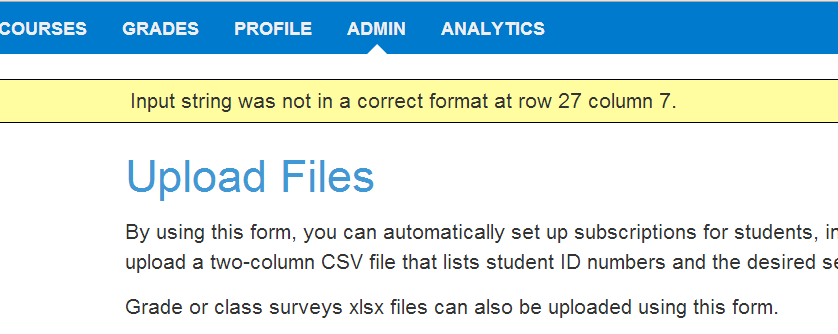 COURSES GRADES PROFILE ADMIN ANALYTICS
Input string was not in a correct format at row 27 column 7.
Upload Files
By using this form, you can automatically set up subscriptions for students, in
upload a two-column CSV file that lists student ID numbers and the desired se
Grade or class surveys xlsx files can also be uploaded using this form.